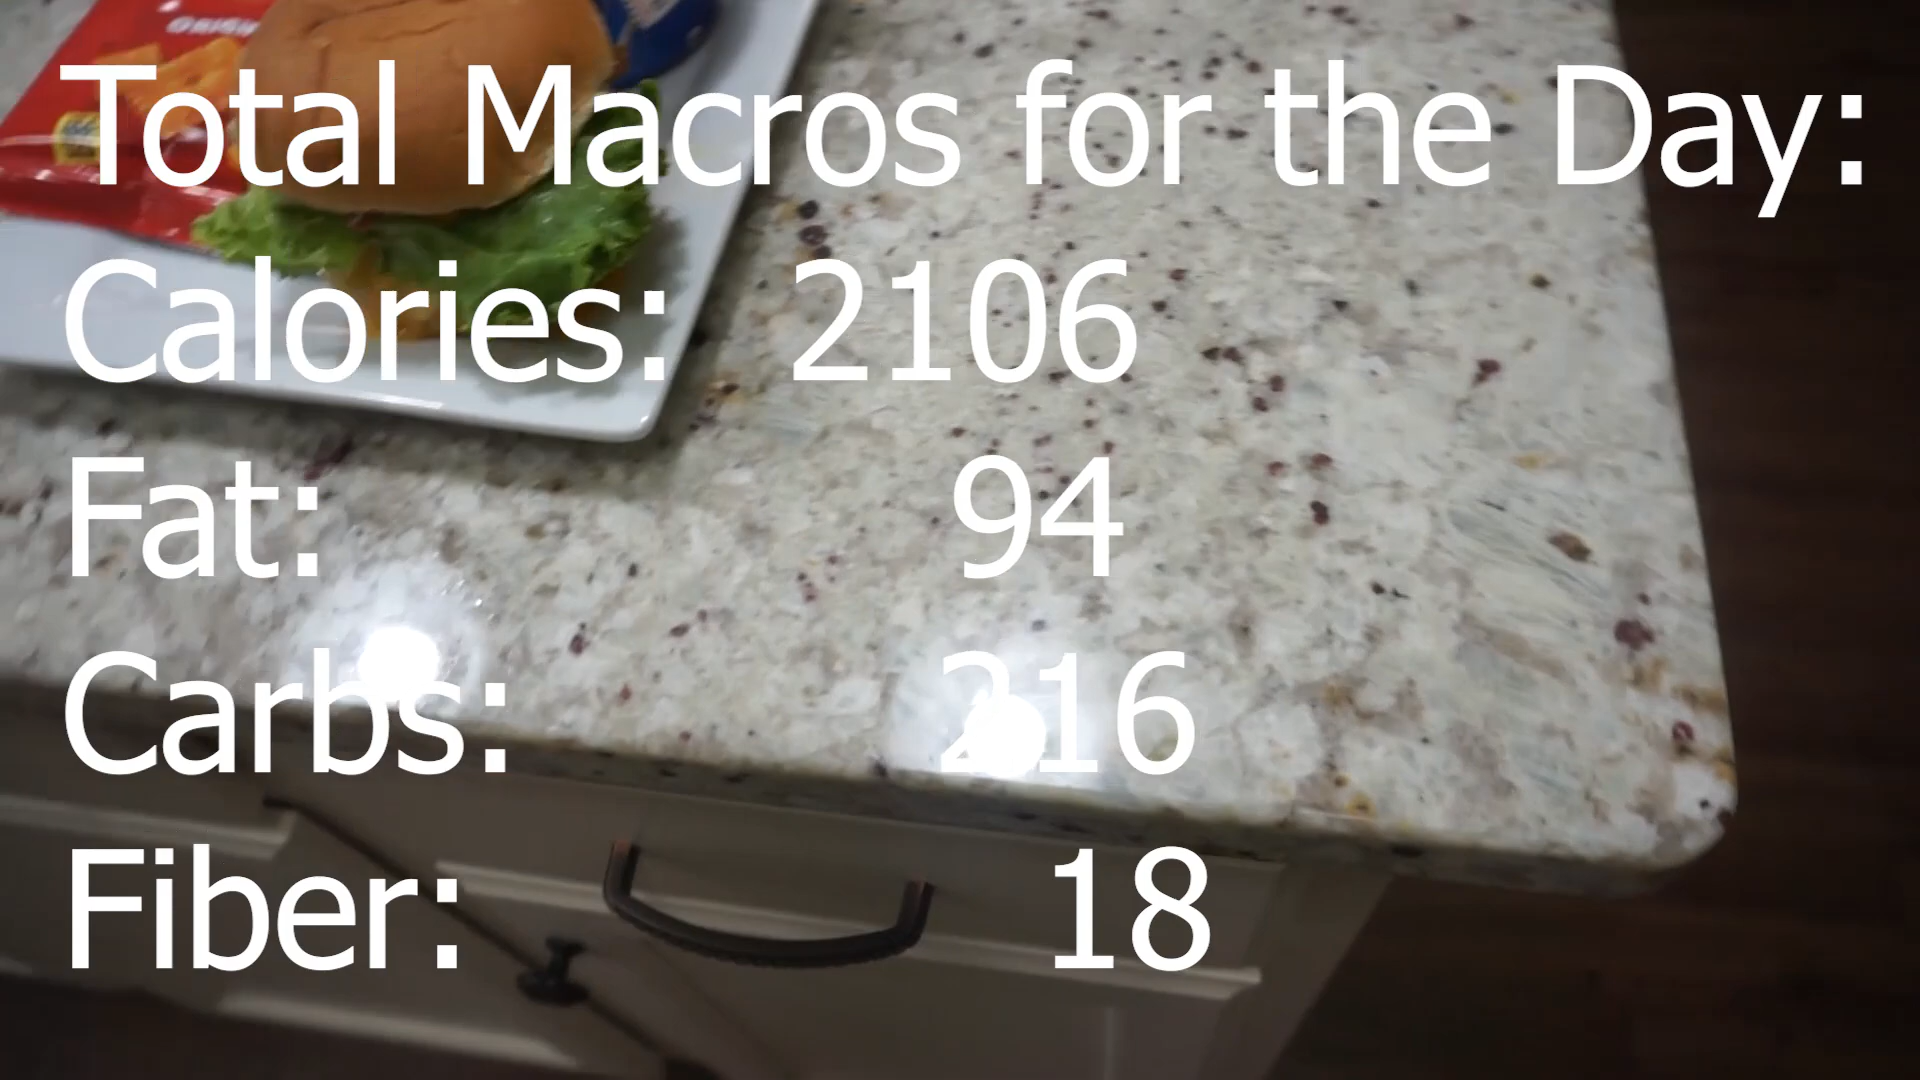 Total Macros for the Day:
Calories: 2106
Fat: 94
Carbs: 216
Fiber: 18